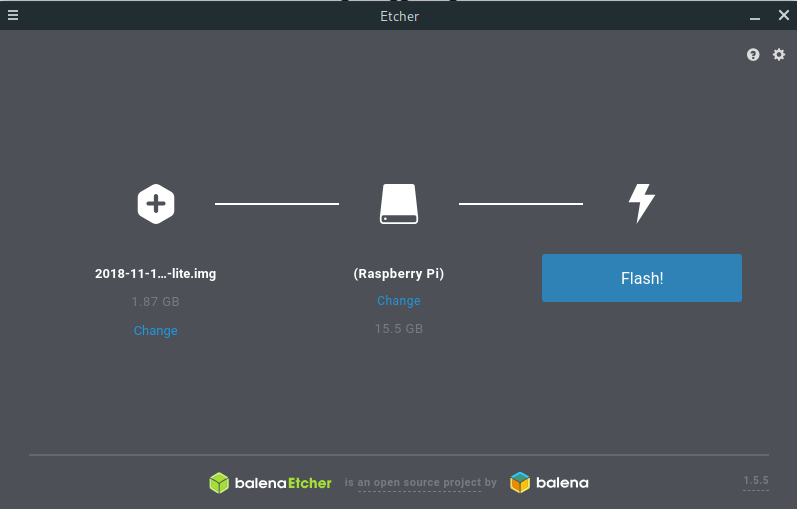 Etcher
2018-11-1...-lite.img
1.87 GB
Change
(Raspberry Pi)
Change
15.5 GB
Flash!
balenaEtcher is an open source project by balena
1.5.5